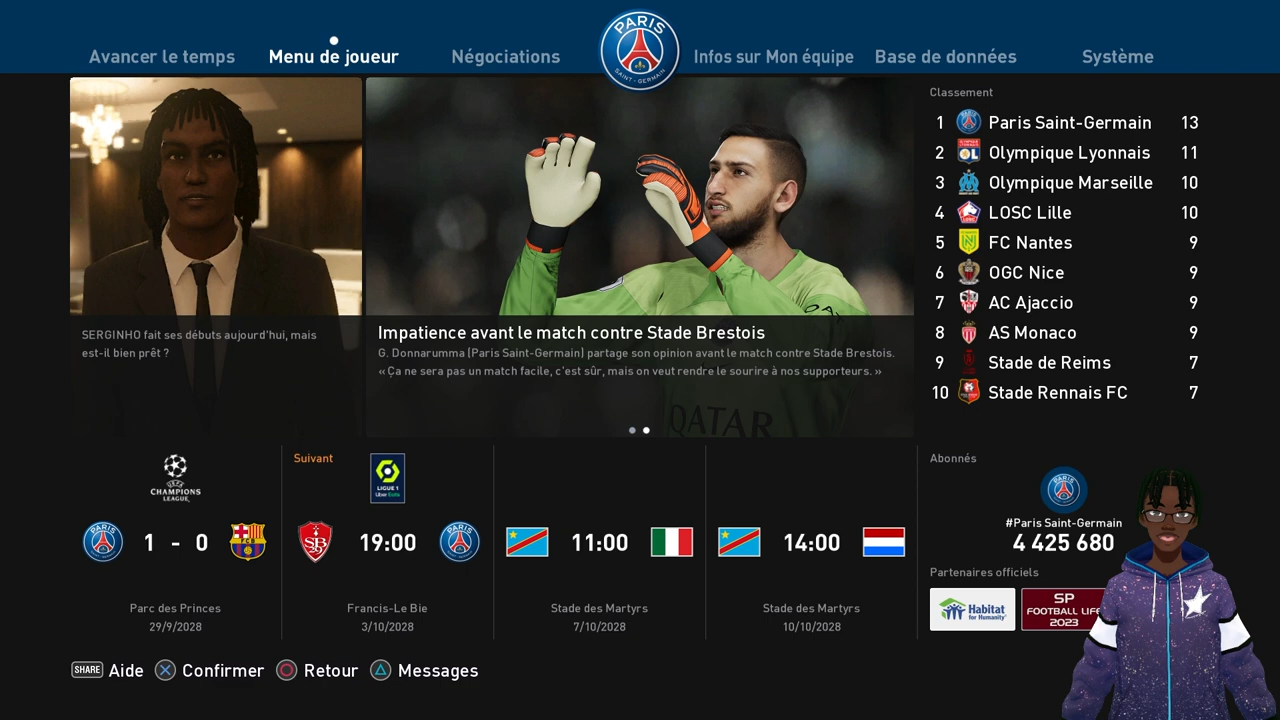 Avancer le temps
Menu de joueur
Négociations
PARIS
SAINT-GERMAIN
Infos sur Mon équipe
Base de données
Système
SERGINHO fait ses débuts aujourd'hui, mais
est-il bien prêt ?
Impatience avant le match contre Stade Brestois
G. Donnarumma (Paris Saint-Germain) partage son opinion avant le match contre Stade Brestois.
« Ça ne sera pas un match facile, c'est sûr, mais on veut rendre le sourire à nos supporteurs. »
QATAR
Classement
1 Paris Saint-Germain 13
2 Olympique Lyonnais 11
3 Olympique Marseille 10
4 LOSC Lille 10
5 FC Nantes 9
6 OGC Nice 9
7 AC Ajaccio 9
8 AS Monaco 9
9 Stade de Reims 7
10 Stade Rennais FC 7
UEFA
CHAMPIONS
LEAGUE
1 - 0
Parc des Princes
29/9/2028
Suivant
LIGUE 1
Uber Eats
19:00
Francis-Le Bie
3/10/2028
11:00
Stade des Martyrs
7/10/2028
14:00
Stade des Martyrs
10/10/2028
Abonnés
#Paris Saint-Germain
4 425 680
Partenaires officiels
Habitat
for Humanity
SP
FOOTBALL LIFE
2023
SHARE Aide
Confirmer
Retour
Messages